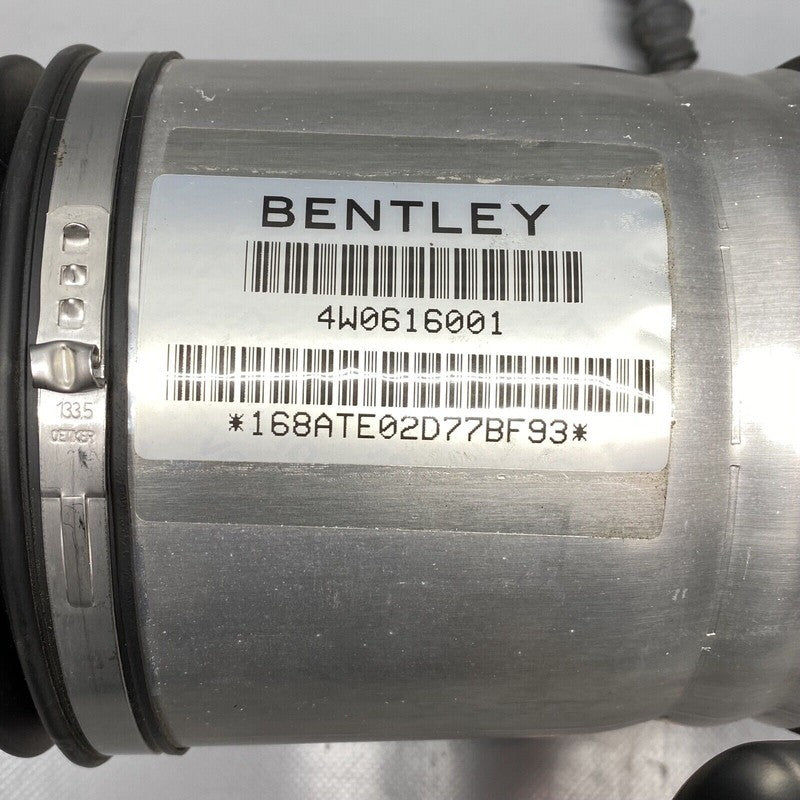 BENTLEY
4W0616001
*168ATE02D77BF93*
133.5
OETIKER